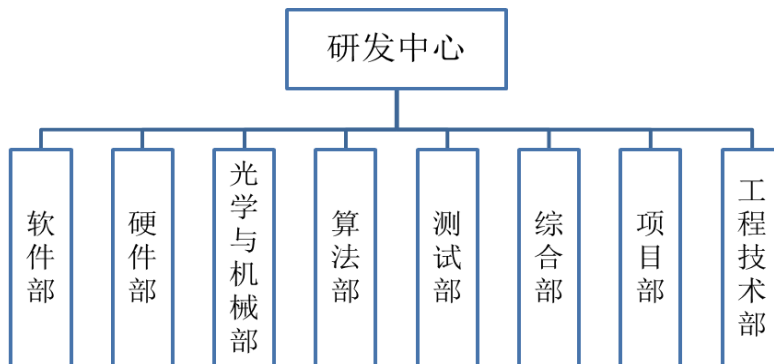 研发中心
软件部
硬件部
光学与机械部
算法部
测试部
综合部
项目部
工程技术部